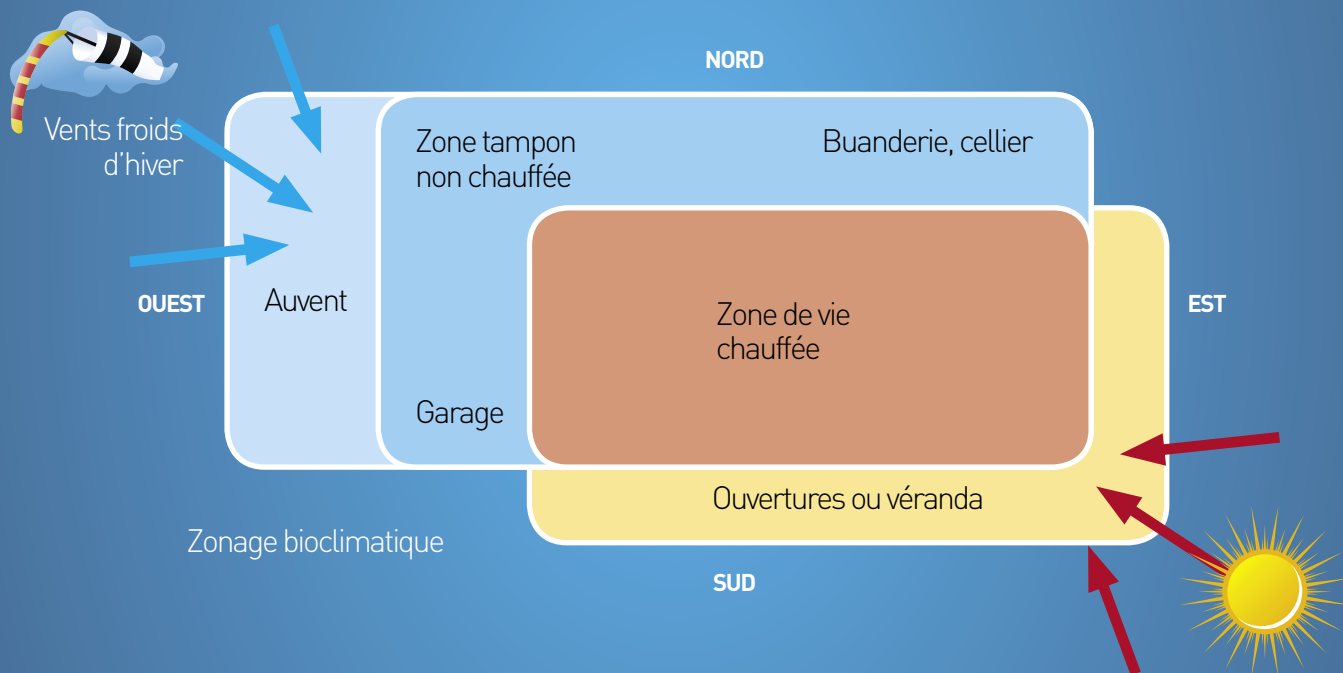 NORD
Vents froids
d'hiver
Zone tampon
non chauffée
Buanderie, cellier
OUEST
Auvent
Zone de vie
chauffée
EST
Garage
Ouvertures ou véranda
Zonage bioclimatique
SUD